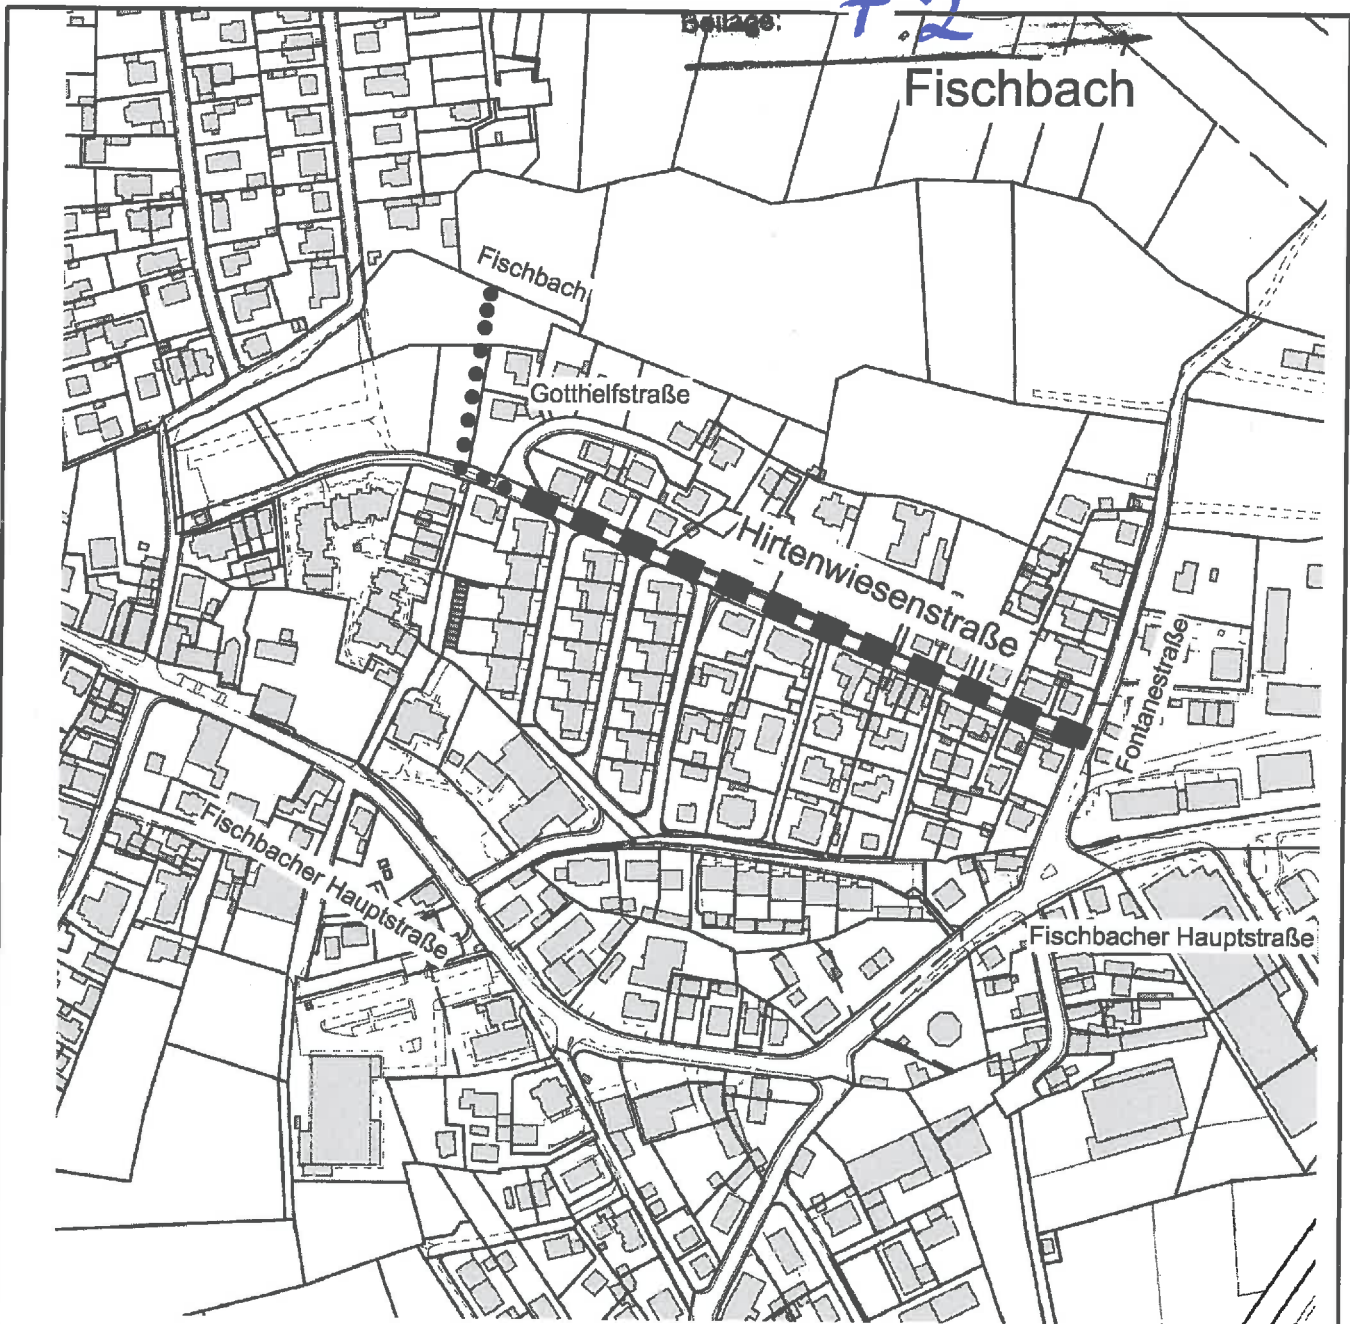 Beilage:
Fischbach
Fischbach
Gotthelfstraße
Hirtenwiesenstraße
Fontanestraße
Fischbacher Hauptstraße
Fischbacher Hauptstraße